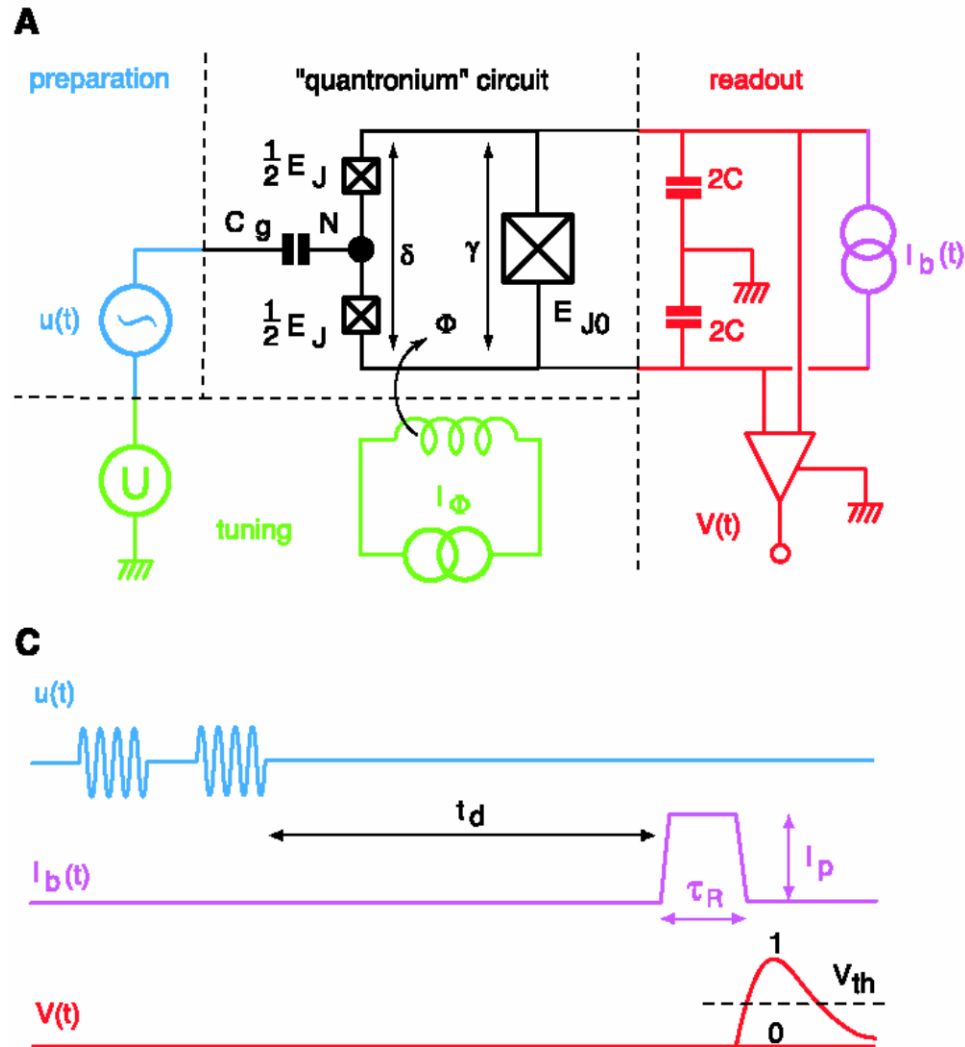 A
preparation
"quantronium" circuit
readout
½ E J
C g
N
δ
γ
½ E J
Φ
E J0
2C
2C
I b (t)
u(t)
U
tuning
I Φ
V(t)
C
u(t)
t d
I b (t)
τ R
I p
1
V th
V(t)
0